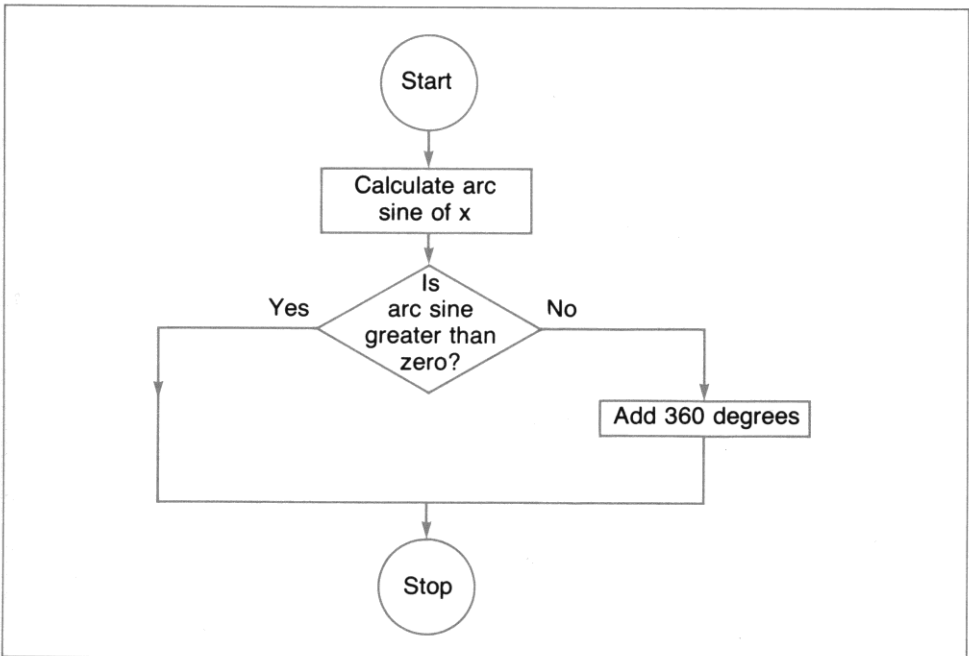 Start
Calculate arc
sine of x
Is
arc sine
greater than
zero?
Yes
No
Add 360 degrees
Stop